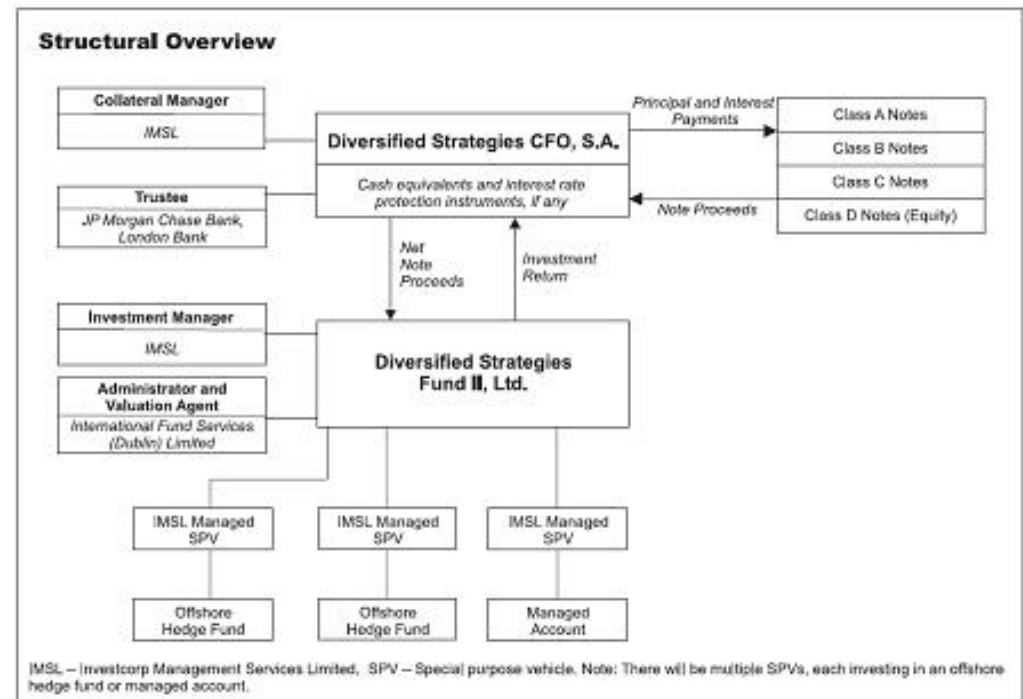 Structural Overview
Collateral Manager
IMSL
Trustee
JP Morgan Chase Bank,
London Bank
Diversified Strategies CFO, S.A.
Cash equivalents and interest rate
protection instruments, if any
Principal and Interest
Payments
Note Proceeds
Class A Notes
Class B Notes
Class C Notes
Class D Notes (Equity)
Net
Note
Proceeds
Investment
Return
Investment Manager
IMSL
Administrator and
Valuation Agent
International Fund Services
(Dublin) Limited
Diversified Strategies
Fund II, Ltd.
IMSL Managed
SPV
IMSL Managed
SPV
IMSL Managed
SPV
Offshore
Hedge Fund
Offshore
Hedge Fund
Managed
Account
IMSL – Investcorp Management Services Limited, SPV – Special purpose vehicle. Note: There will be multiple SPVs, each investing in an offshore
hedge fund or managed account.